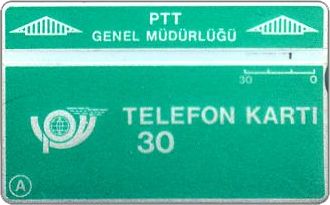 PTT
GENEL MÜDÜRLÜĞÜ
30 0
TELEFON KARTI
30
A